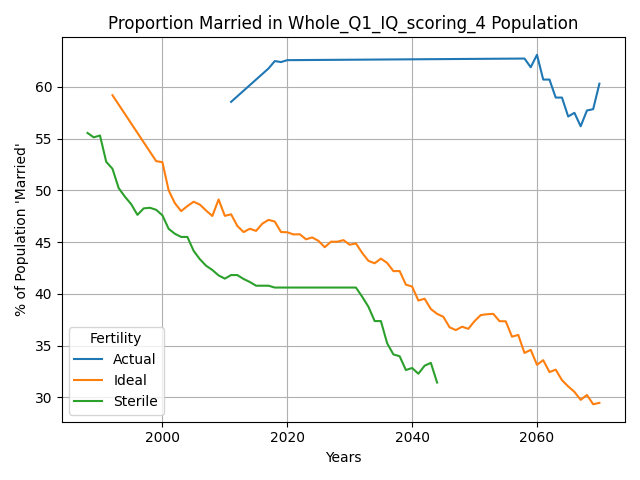 Proportion Married in Whole_Q1_IQ_scoring_4 Population
% of Population 'Married'
60
55
50
45
40
35
30
Fertility
Actual
Ideal
Sterile
2000 2020 2040 2060
Years